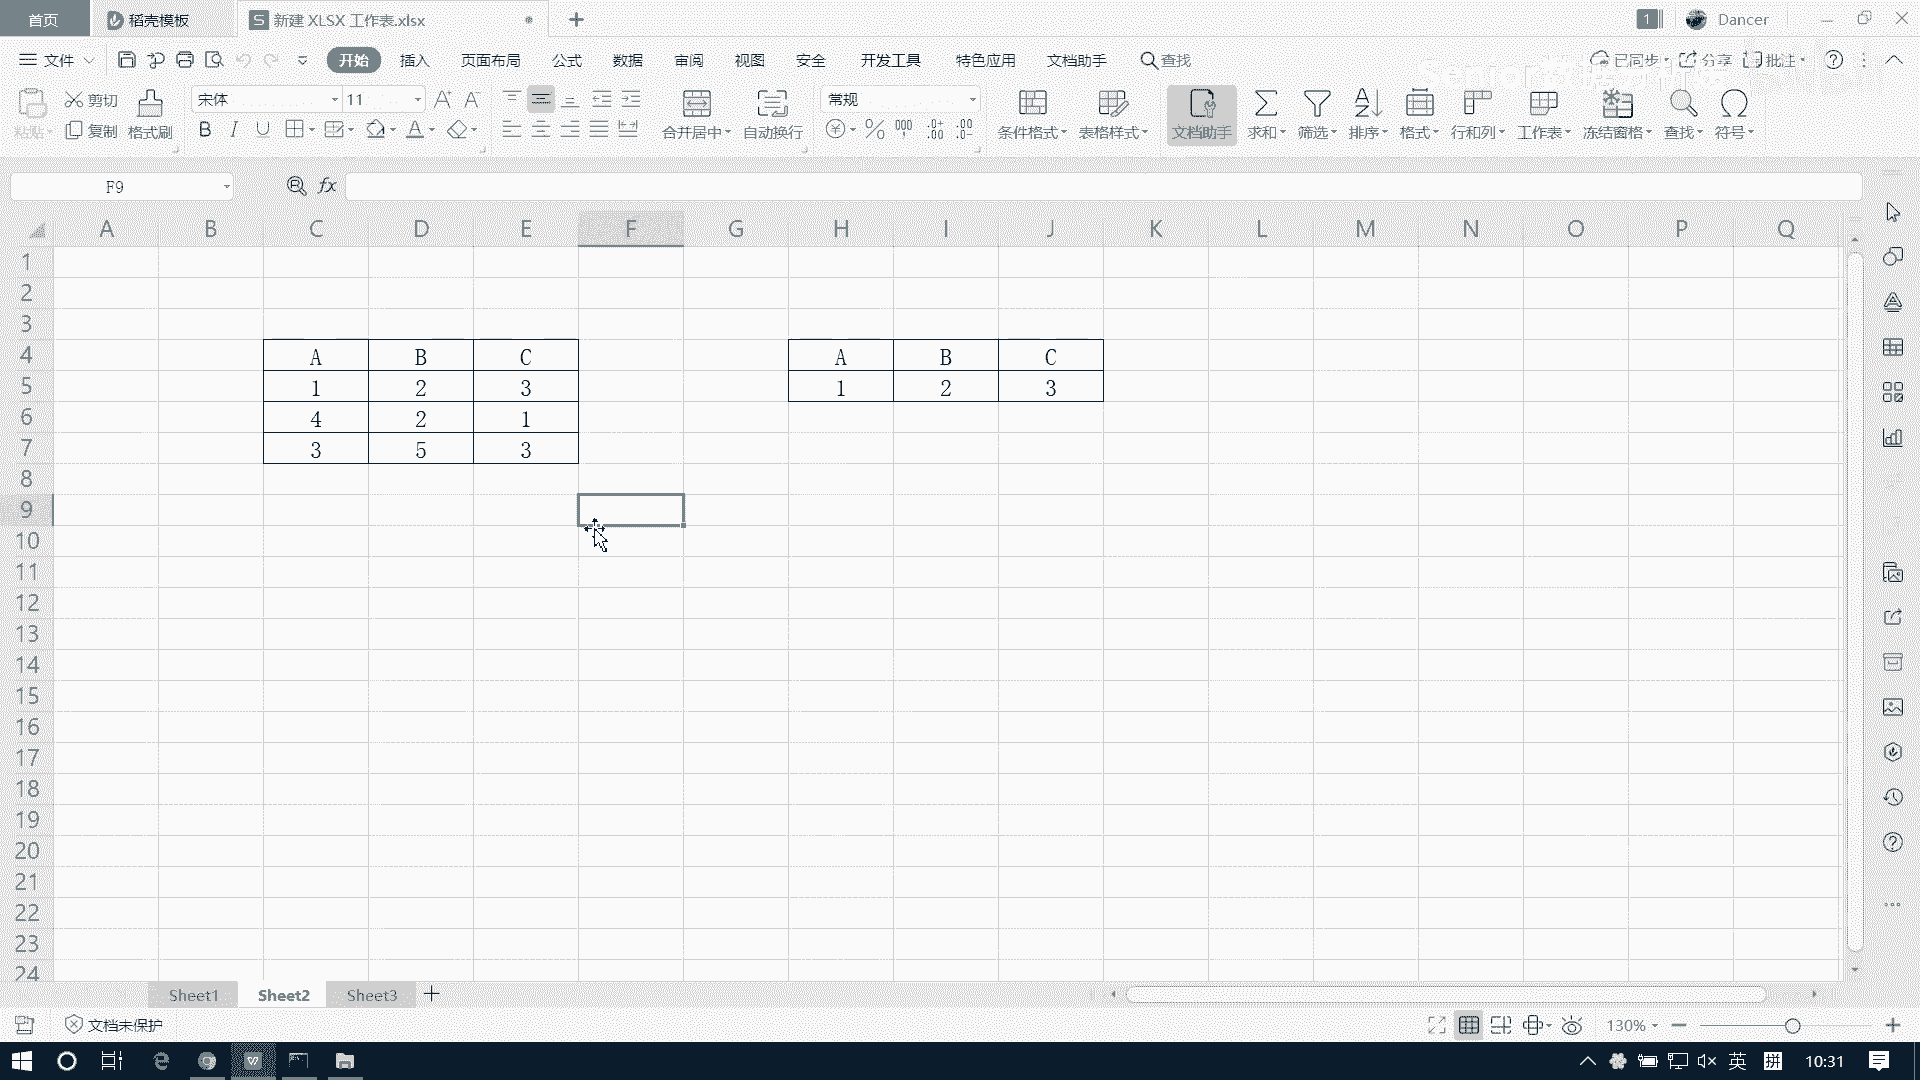 首页 稻壳模板 新建 XLSX 工作表.xlsx 1 Dancer
文件 开始 插入 页面布局 公式 数据 审阅 视图 安全 开发工具 特色应用 文档助手 查找 已同步 分享 批注
剪切 宋体 11 常规
粘贴 复制 格式刷 合并居中 自动换行 条件格式 表格样式 文档助手 求和 筛选 排序 格式 行和列 工作表 冻结窗格 查找 符号
F9 fx
A B C D E F G H I J K L M N O P Q
1
2
3
4 A B C A B C
5 1 2 3 1 2 3
6 4 2 1
7 3 5 3
8
9
10
11
12
13
14
15
16
17
18
19
20
21
22
23
24
Sheet1 Sheet2 Sheet3
文档未保护 130%
英 拼 10:31